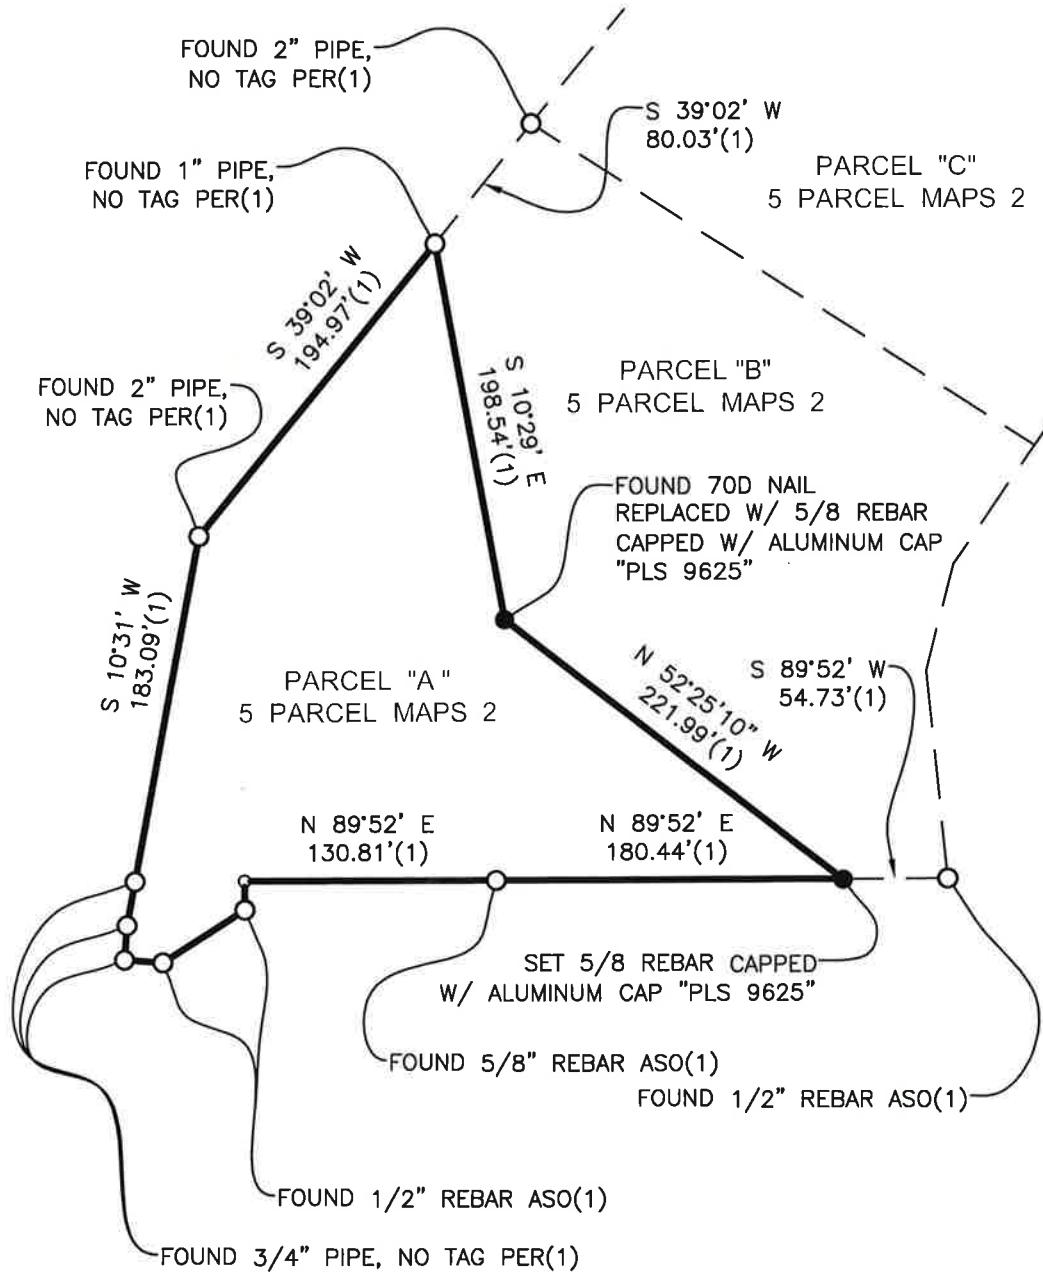 FOUND 2" PIPE,
NO TAG PER(1)
S 39°02' W
80.03'(1)
PARCEL "C"
5 PARCEL MAPS 2
FOUND 1" PIPE,
NO TAG PER(1)
S 39°02' W
194.97'(1)
S 10°29' E
198.54'(1)
PARCEL "B"
5 PARCEL MAPS 2
FOUND 2" PIPE,
NO TAG PER(1)
FOUND 70D NAIL
REPLACED W/ 5/8 REBAR
CAPPED W/ ALUMINUM CAP
"PLS 9625"
S 10°31' W
183.09'(1)
PARCEL "A"
5 PARCEL MAPS 2
N 52°25'10" W
221.99'(1)
S 89°52' W
54.73'(1)
N 89°52' E
130.81'(1)
N 89°52' E
180.44'(1)
SET 5/8 REBAR CAPPED
W/ ALUMINUM CAP "PLS 9625"
FOUND 5/8" REBAR ASO(1)
FOUND 1/2" REBAR ASO(1)
FOUND 1/2" REBAR ASO(1)
FOUND 3/4" PIPE, NO TAG PER(1)